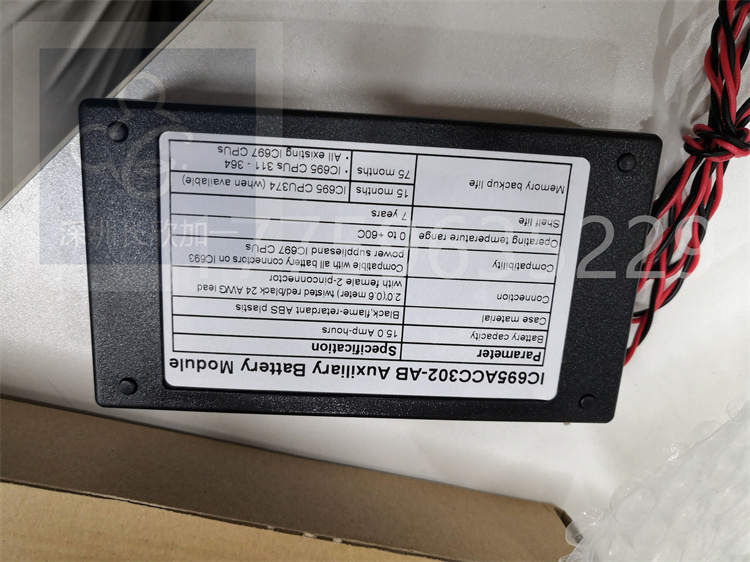 IC695ACC302-AB Auxiliary Battery Module
Parameter Specification
Battery capacity 15.0 Amp-hours
Case material Black,flame-retardant ABS plastis
Connection 2.0'(0.6 meter) twisted red/black 24 AWG lead
with female 2-pinconnector
Compatibility Compatible with all battery connectors on IC693
power suppliesand IC697 CPUs
Operating temperature range 0 to +60C
Shelf life 7 years
Memory backup life 15 months IC695 CPU374 (when available)
75 months • IC695 CPUs 311 - 364
• All existing IC697 CPUs